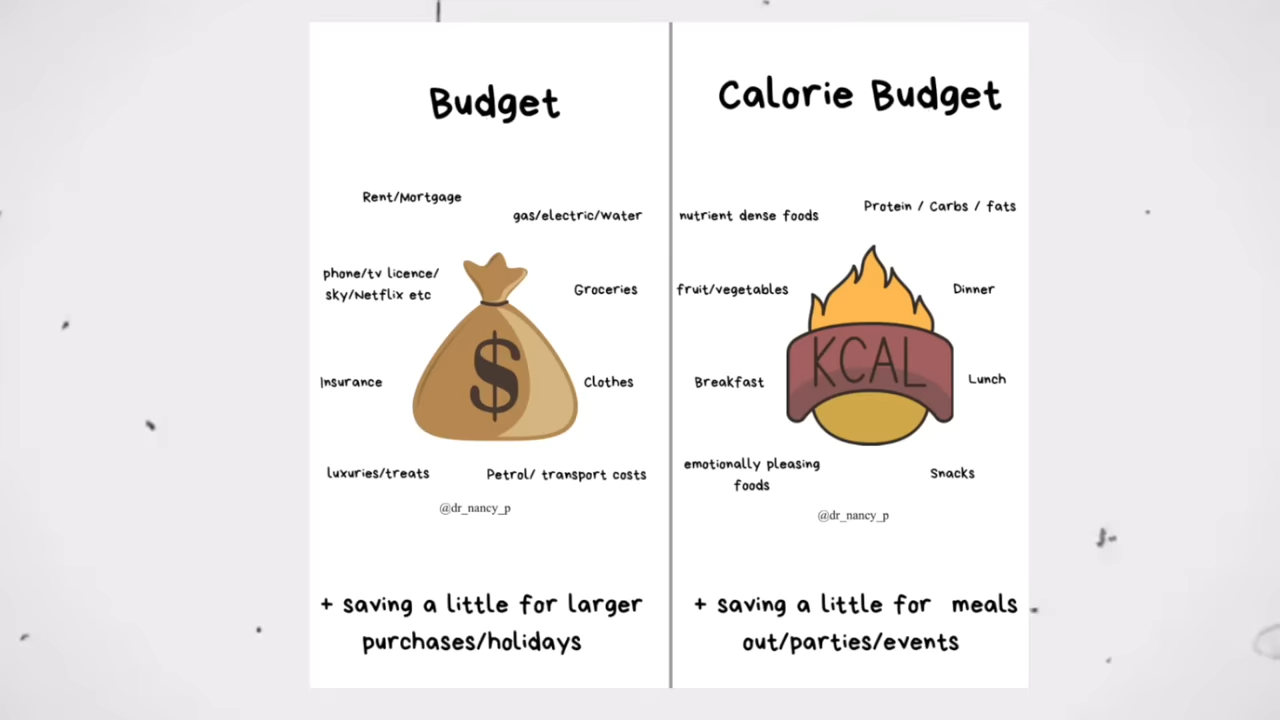 Budget
Rent/Mortgage
gas/electric/water
phone/tv licence/
sky/Netflix etc
Groceries
$
Insurance
Clothes
luxuries/treats
Petrol/ transport costs
@dr_nancy_p
+ saving a little for larger
purchases/holidays
Calorie Budget
nutrient dense foods
Protein / Carbs / fats
fruit/vegetables
Dinner
KCAL
Breakfast
Lunch
emotionally pleasing
foods
Snacks
@dr_nancy_p
+ saving a little for meals
out/parties/events